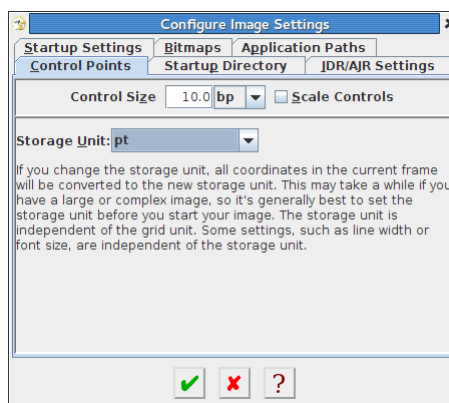 Configure Image Settings
Startup Settings Bitmaps Application Paths
Control Points Startup Directory JDR/AJR Settings
Control Size 10.0 bp Scale Controls
Storage Unit: pt
If you change the storage unit, all coordinates in the current frame
will be converted to the new storage unit. This may take a while if you
have a large or complex image, so it's generally best to set the
storage unit before you start your image. The storage unit is
independent of the grid unit. Some settings, such as line width or
font size, are independent of the storage unit.
?